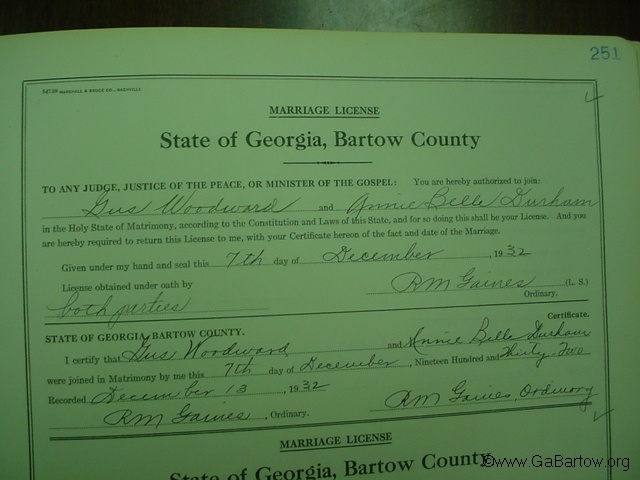 251
34739 MARSHALL & BRUCE CO., NASHVILLE
MARRIAGE LICENSE
State of Georgia, Bartow County
TO ANY JUDGE, JUSTICE OF THE PEACE, OR MINISTER OF THE GOSPEL: You are hereby authorized to join:
Gus Woodward and Annie Belle Durham
in the Holy State of Matrimony, according to the Constitution and Laws of this State, and for so doing this shall be your License. And you
are hereby required to return this License to me, with your Certificate hereon of the fact and date of the Marriage.
Given under my hand and seal this 7th day of December, 1932
License obtained under oath by RM Gaines (L. S.)
both parties Ordinary.
STATE OF GEORGIA, BARTOW COUNTY. Certificate.
I certify that Gus Woodward and Annie Belle Durham
were joined in Matrimony by me this 7th day of December, Nineteen Hundred and Thirty Two
Recorded December 13, 1932
RM Gaines, Ordinary. RM Gaines, Ordinary
MARRIAGE LICENSE
State of Georgia, Bartow County
©www.GaBartow.org